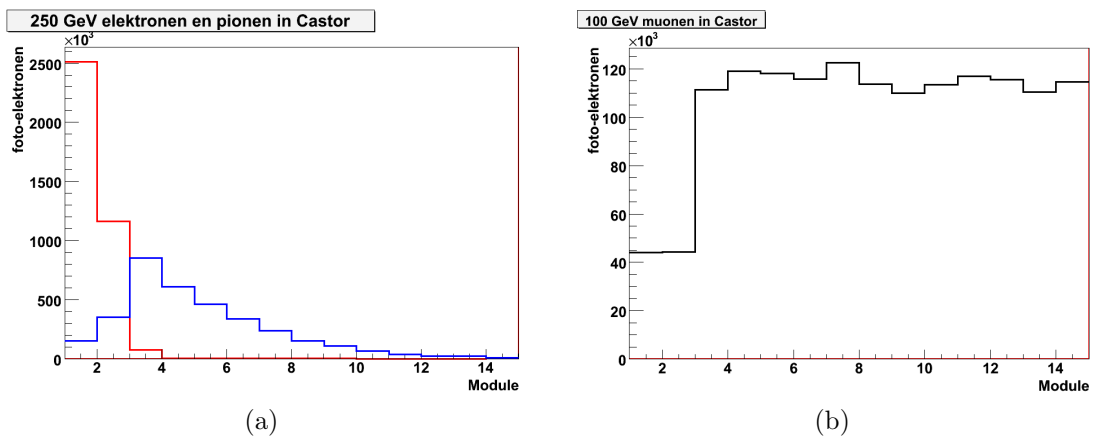 250 GeV elektronen en pionen in Castor
×10³
foto-elektronen
2500
2000
1500
1000
500
0
2 4 6 8 10 12 14
Module
(a)
100 GeV muonen in Castor
×10³
foto-elektronen
120
100
80
60
40
20
0
2 4 6 8 10 12 14
Module
(b)